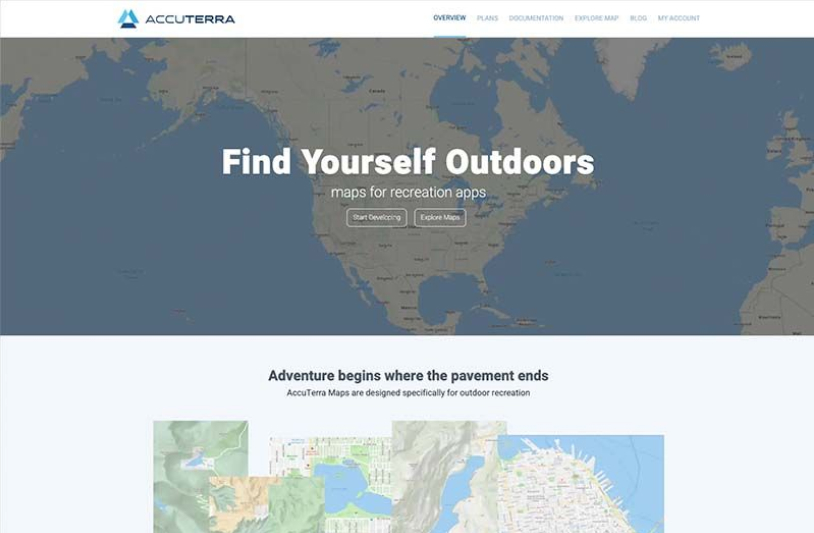 ACCUTERRA
OVERVIEW PLANS DOCUMENTATION EXPLORE MAP BLOG MY ACCOUNT
Canada
Find Yourself Outdoors
maps for recreation apps
Start Developing Explore Maps
Adventure begins where the pavement ends
AccuTerra Maps are designed specifically for outdoor recreation